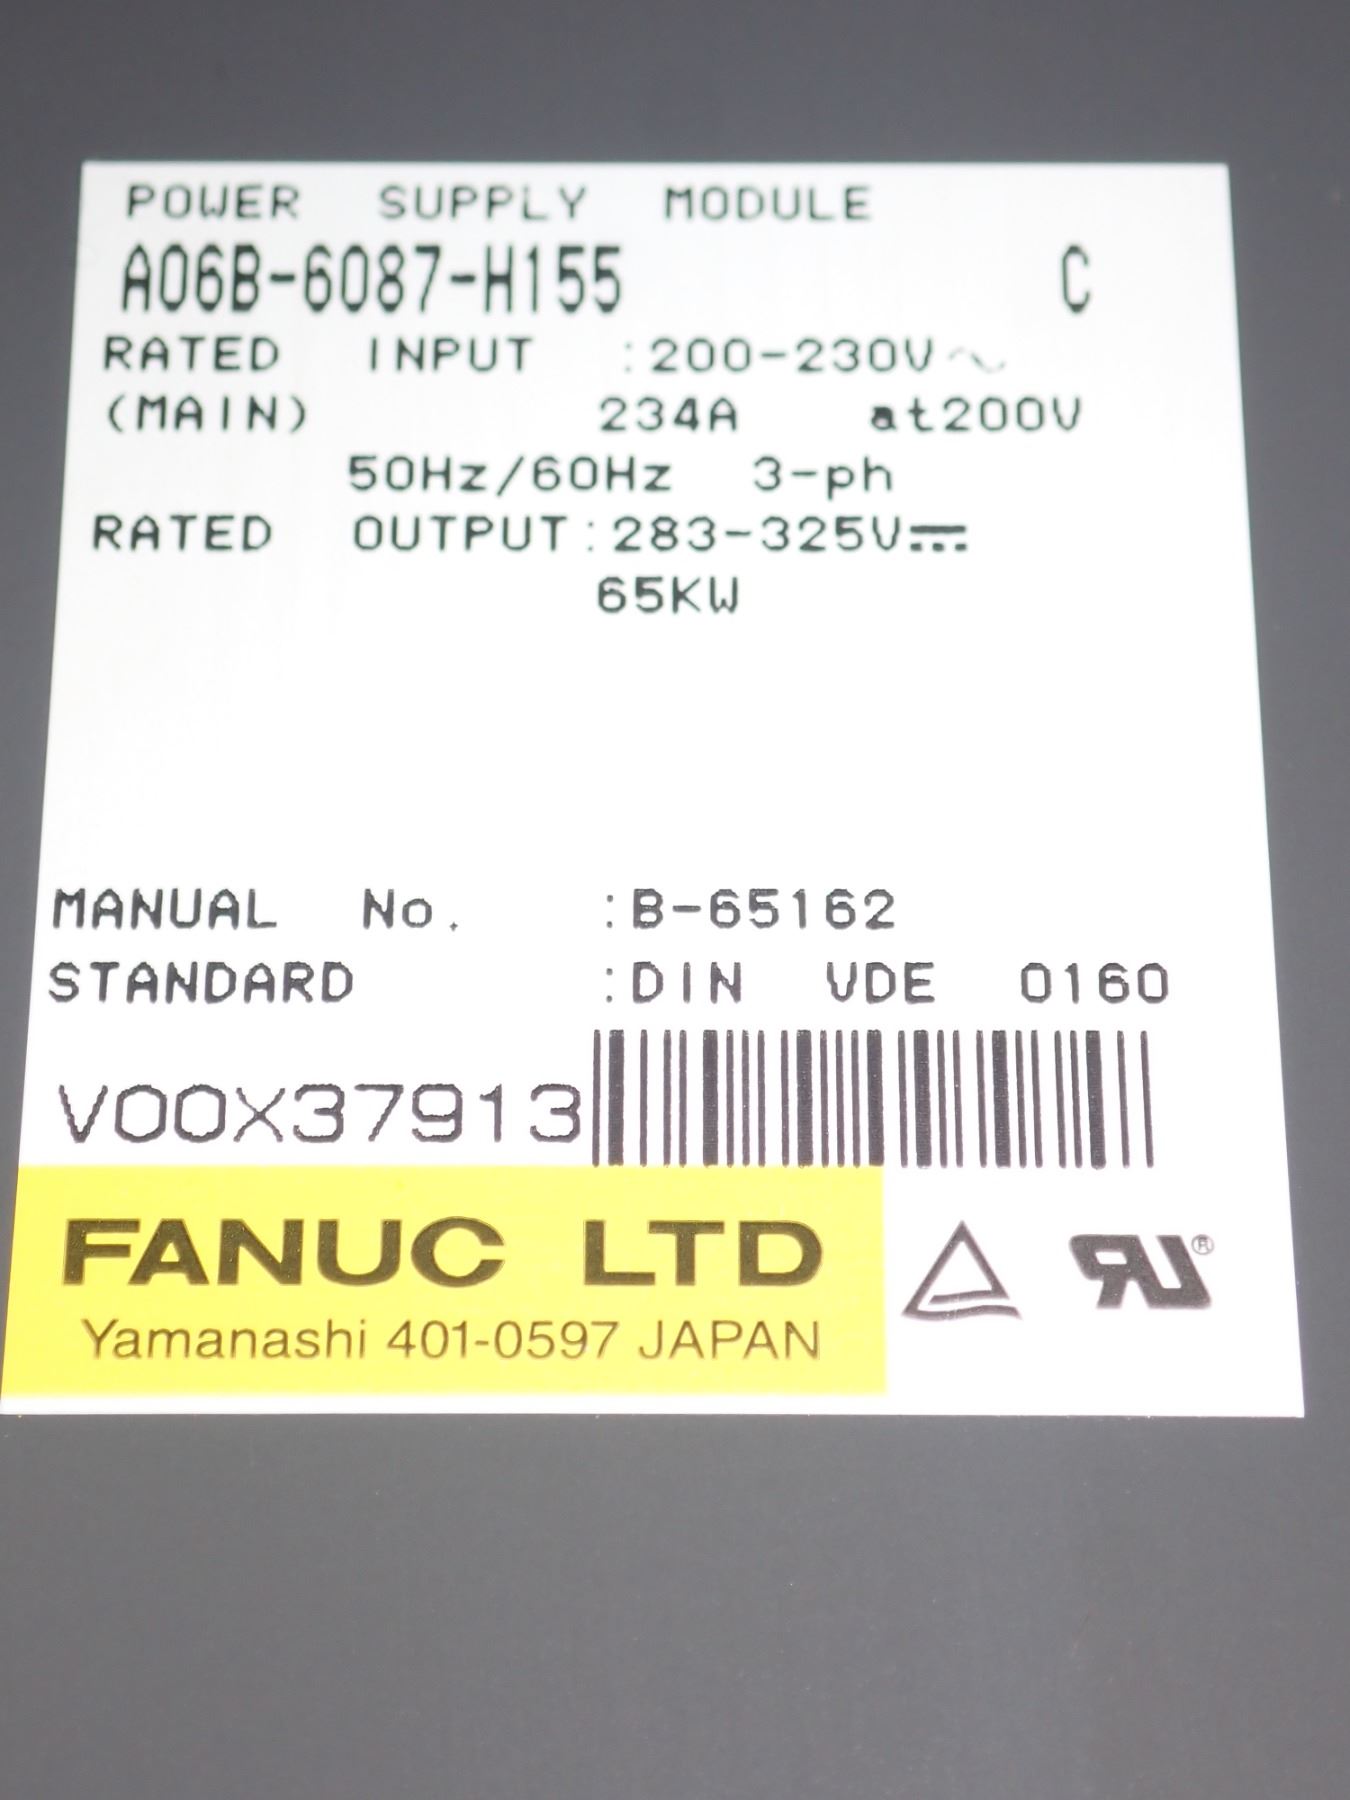 POWER SUPPLY MODULE
A06B-6087-H155 C
RATED INPUT :200-230V~
(MAIN) 234A at200V
50Hz/60Hz 3-ph
RATED OUTPUT:283-325V⎓
65KW
MANUAL No. :B-65162
STANDARD :DIN VDE 0160
V00X37913
FANUC LTD
Yamanashi 401-0597 JAPAN
RU®